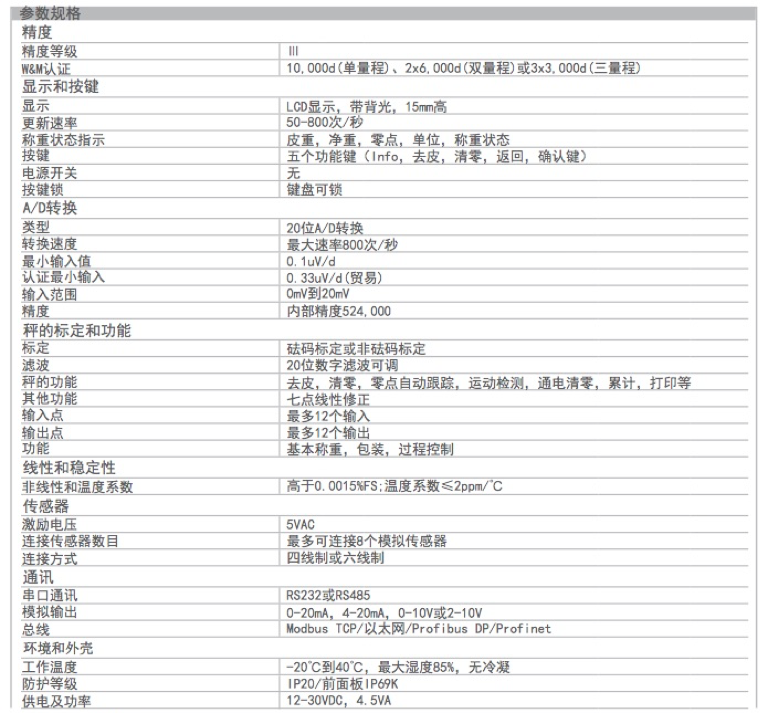 参数规格
精度
精度等级 Ⅲ
W&M认证 10,000d(单量程)、2x6,000d(双量程)或3x3,000d(三量程)
显示和按键
显示 LCD显示，带背光，15mm高
更新速率 50-800次/秒
称重状态指示 皮重，净重，零点，单位，称重状态
按键 五个功能键（Info，去皮，清零，返回，确认键）
电源开关 无
按键锁 键盘可锁
A/D转换
类型 20位A/D转换
转换速度 最大速率800次/秒
最小输入值 0.1uV/d
认证最小输入 0.33uV/d(贸易)
输入范围 0mV到20mV
精度 内部精度524,000
秤的标定和功能
标定 砝码标定或非砝码标定
滤波 20位数字滤波可调
秤的功能 去皮，清零，零点自动跟踪，运动检测，通电清零，累计，打印等
其他功能 七点线性修正
输入点 最多12个输入
输出点 最多12个输出
功能 基本称重，包装，过程控制
线性和稳定性
非线性和温度系数 高于0.0015%FS;温度系数≤2ppm/℃
传感器
激励电压 5VAC
连接传感器数目 最多可连接8个模拟传感器
连接方式 四线制或六线制
通讯
串口通讯 RS232或RS485
模拟输出 0-20mA，4-20mA，0-10V或2-10V
总线 Modbus TCP/以太网/Profibus DP/Profinet
环境和外壳
工作温度 -20℃到40℃，最大湿度85%，无冷凝
防护等级 IP20/前面板IP69K
供电及功率 12-30VDC，4.5VA